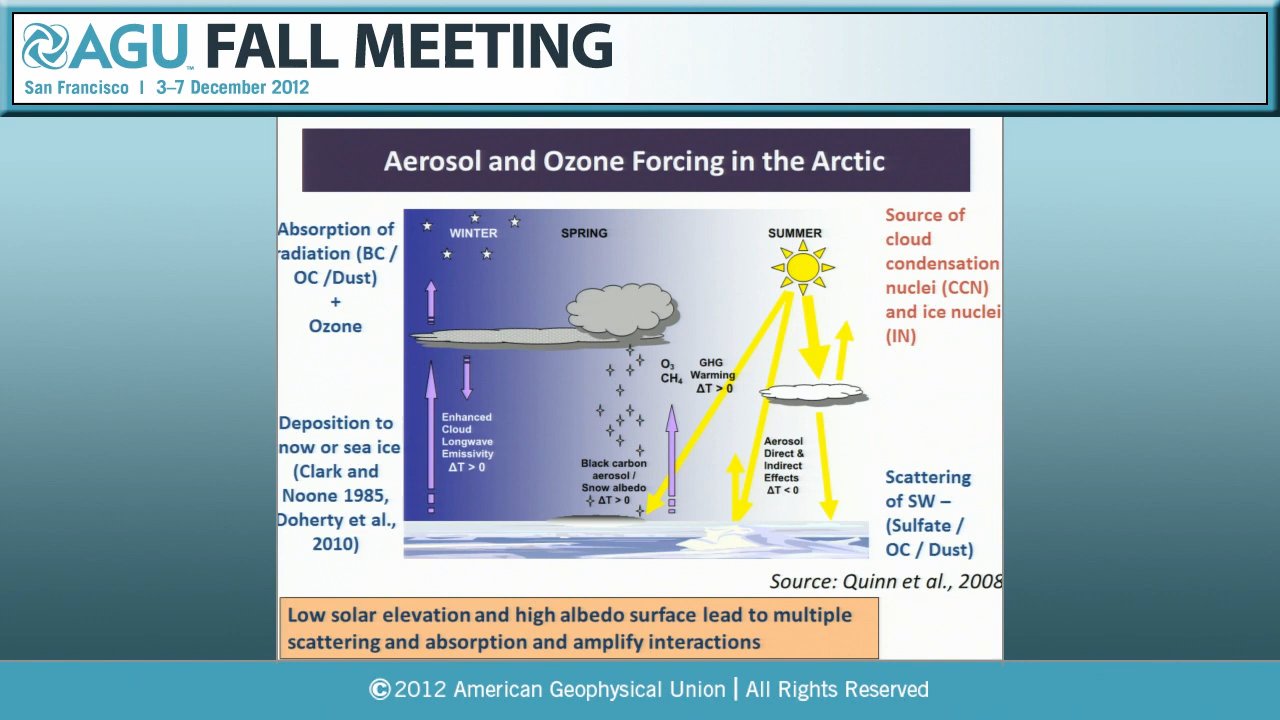 AGU FALL MEETING
San Francisco | 3–7 December 2012
Aerosol and Ozone Forcing in the Arctic
Absorption of
radiation (BC /
OC /Dust)
+
Ozone
Deposition to
now or sea ice
(Clark and
Noone 1985,
Doherty et al.,
2010)
WINTER
SPRING
SUMMER
Enhanced
Cloud
Longwave
Emissivity
ΔT > 0
Black carbon
aerosol /
Snow albedo
ΔT > 0
O3
CH4
GHG
Warming
ΔT > 0
Aerosol
Direct &
Indirect
Effects
ΔT < 0
Source of
cloud
condensation
nuclei (CCN)
and ice nuclei
(IN)
Scattering
of SW –
(Sulfate /
OC / Dust)
Source: Quinn et al., 2008
Low solar elevation and high albedo surface lead to multiple
scattering and absorption and amplify interactions
©2012 American Geophysical Union | All Rights Reserved